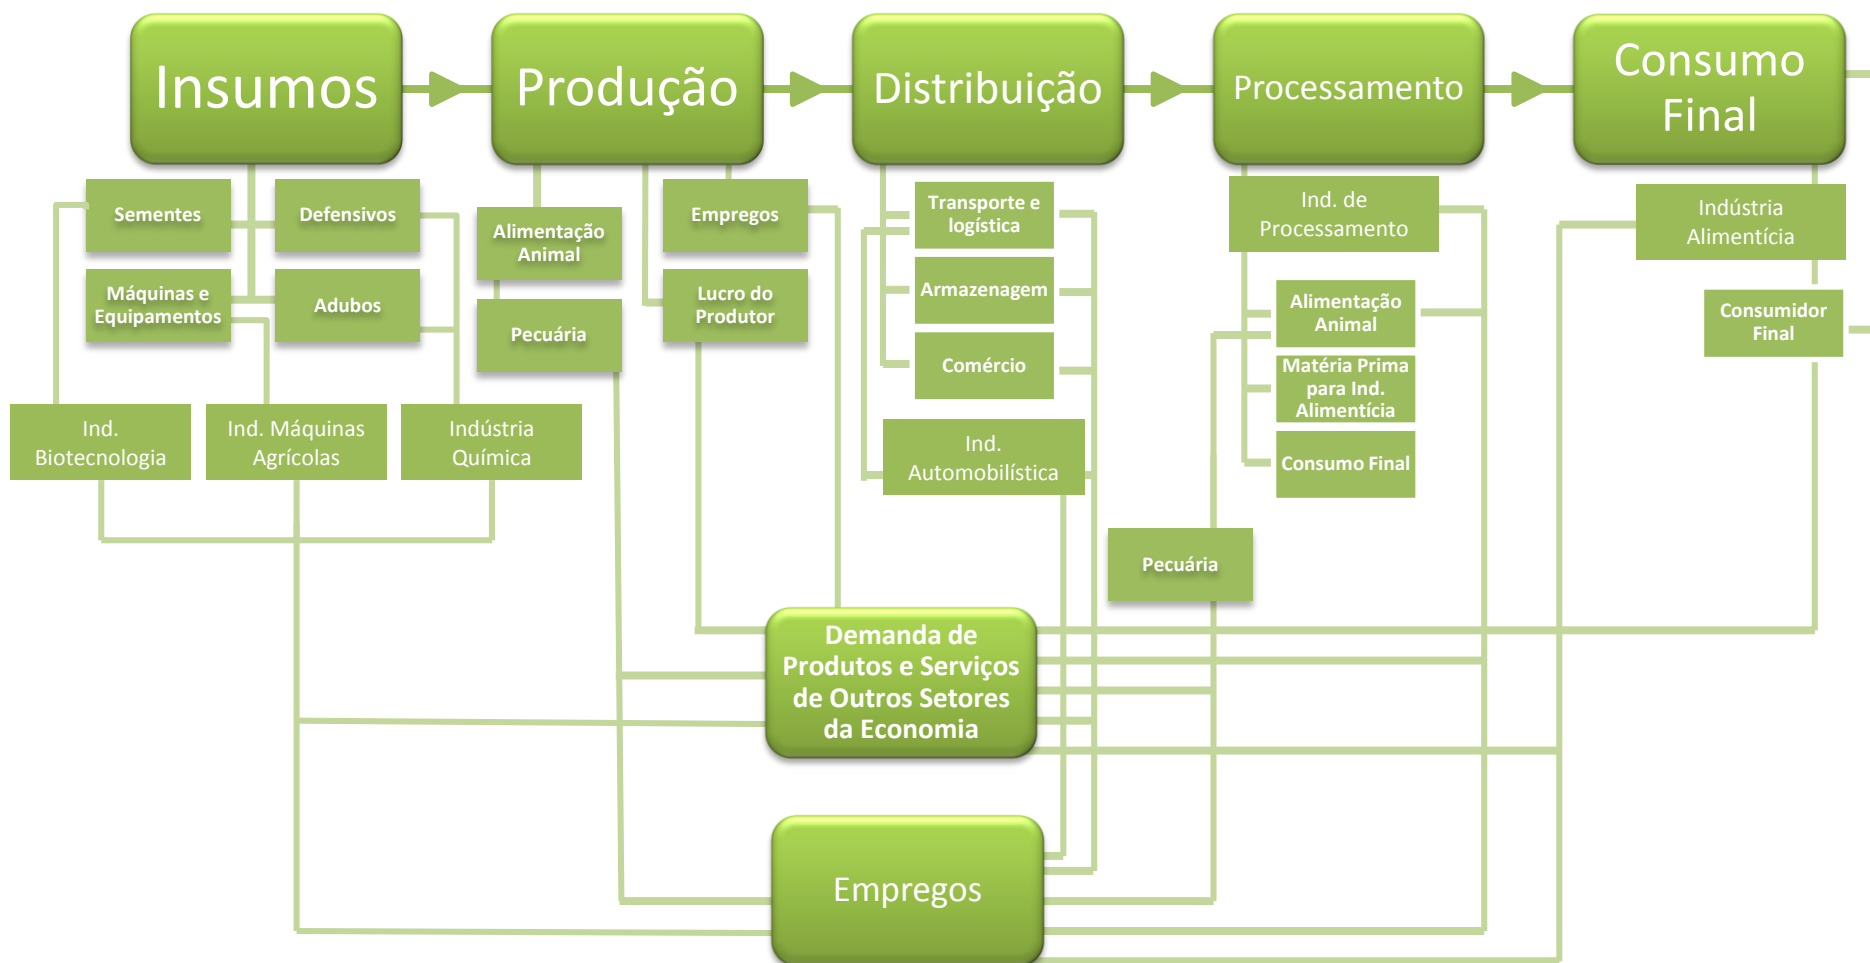 Insumos
Produção
Distribuição
Processamento
Consumo
Final
Sementes
Defensivos
Máquinas e
Equipamentos
Adubos
Ind.
Biotecnologia
Ind. Máquinas
Agrícolas
Indústria
Química
Alimentação
Animal
Pecuária
Empregos
Lucro do
Produtor
Transporte e
logística
Armazenagem
Comércio
Ind.
Automobilística
Ind. de
Processamento
Alimentação
Animal
Matéria Prima
para Ind.
Alimentícia
Consumo Final
Pecuária
Indústria
Alimentícia
Consumidor
Final
Demanda de
Produtos e Serviços
de Outros Setores
da Economia
Empregos